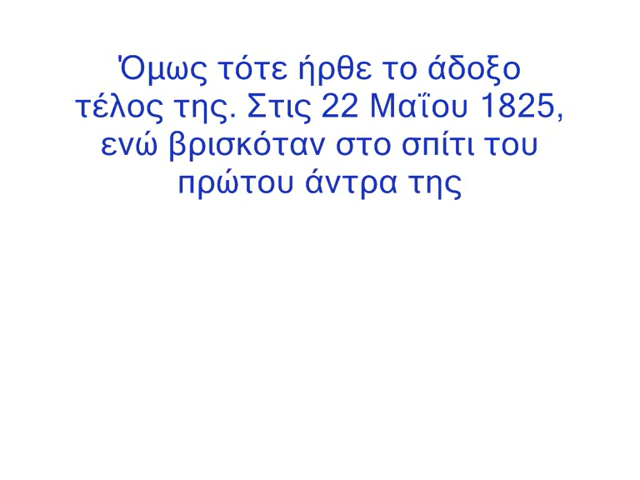 Όμως τότε ήρθε το άδοξο
τέλος της. Στις 22 Μαΐου 1825,
ενώ βρισκόταν στο σπίτι του
πρώτου άντρα της